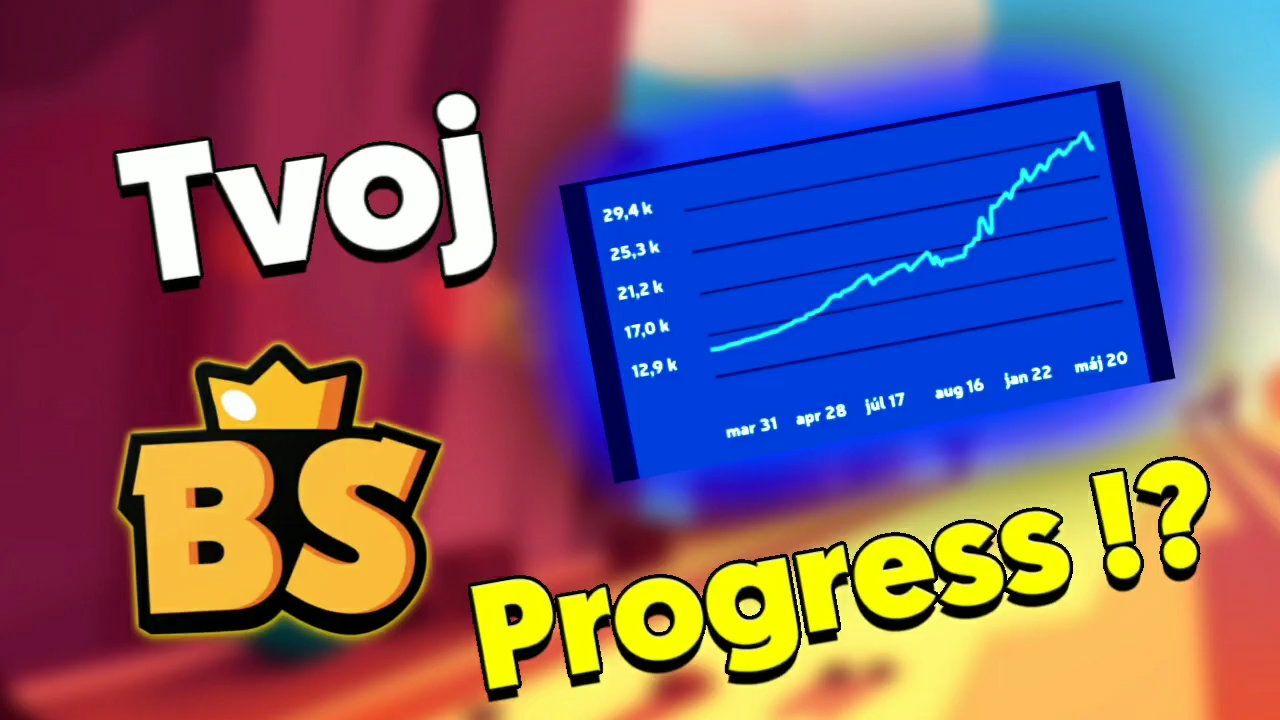 Tvoj
29,4 k
25,3 k
21,2 k
17,0 k
12,9 k
mar 31 apr 28 júl 17 aug 16 jan 22 máj 20
BS
Progress !?